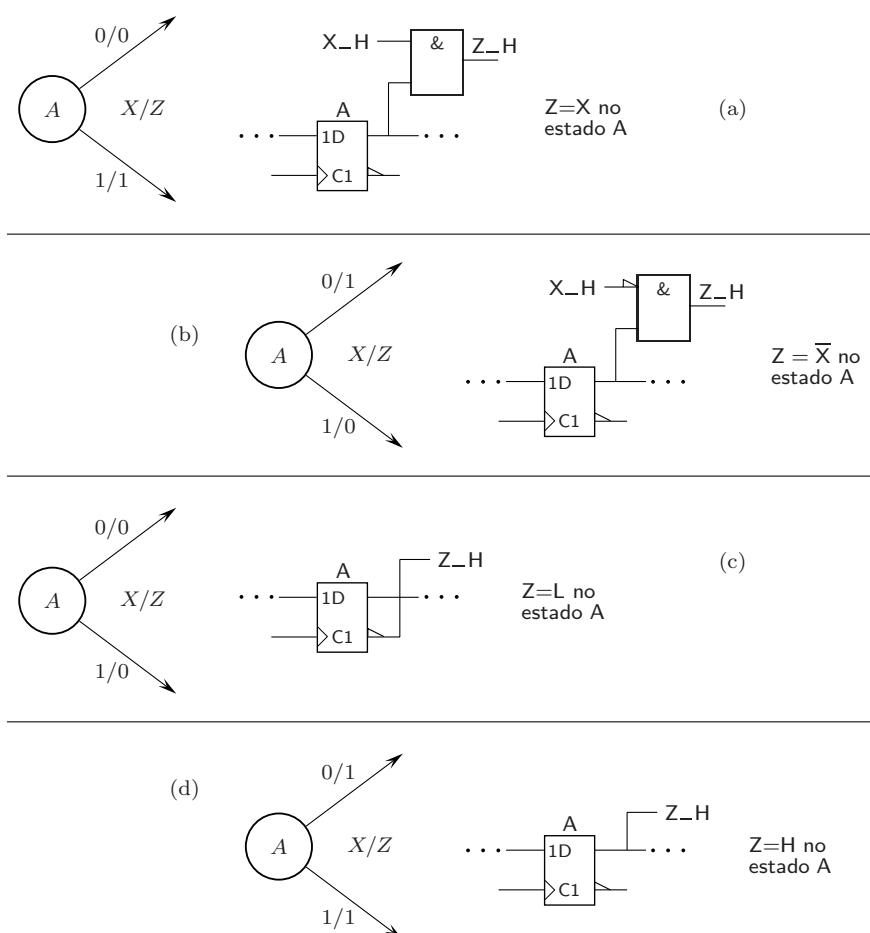 0/0
A
X/Z
1/1
X_H
&
Z_H
A
1D
C1
Z=X no
estado A
(a)
(b)
0/1
A
X/Z
1/0
X_H
&
Z_H
A
1D
C1
Z = X̅ no
estado A
0/0
A
X/Z
1/0
Z_H
A
1D
C1
Z=L no
estado A
(c)
(d)
0/1
A
X/Z
1/1
Z_H
A
1D
C1
Z=H no
estado A